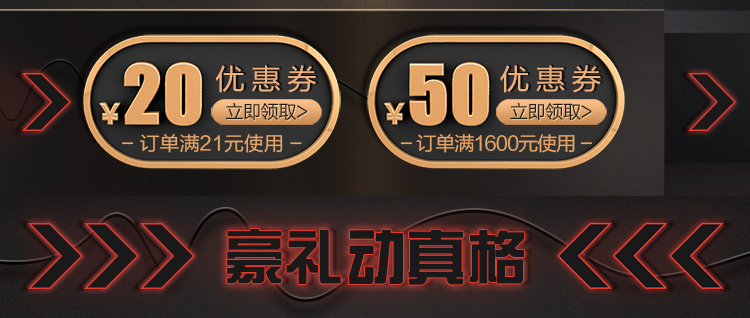 ¥20 优惠券
立即领取>
－订单满21元使用－
¥50 优惠券
立即领取>
－订单满1600元使用－
豪礼动真格